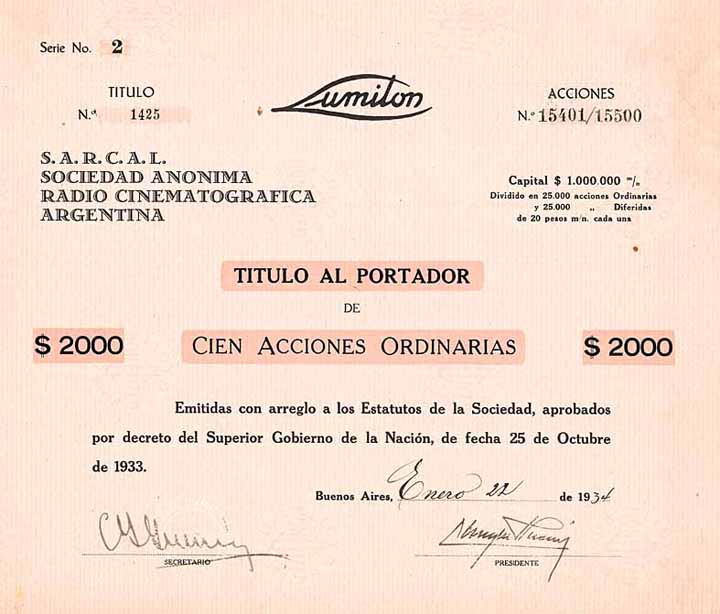 Serie No. 2
Lumiton
TITULO
N.º 1425
ACCIONES
N.º 15401/15500
S. A. R. C. A. L.
SOCIEDAD ANONIMA
RADIO CINEMATOGRAFICA
ARGENTINA
Capital $ 1.000.000 m/n.
Dividido en 25.000 acciones Ordinarias
y 25.000 „ Diferidas
de 20 pesos m/n. cada una
TITULO AL PORTADOR
DE
$ 2000 CIEN ACCIONES ORDINARIAS $ 2000
Emitidas con arreglo a los Estatutos de la Sociedad, aprobados
por decreto del Superior Gobierno de la Nación, de fecha 25 de Octubre
de 1933.
Buenos Aires, Enero 22 de 1934
SECRETARIO
PRESIDENTE